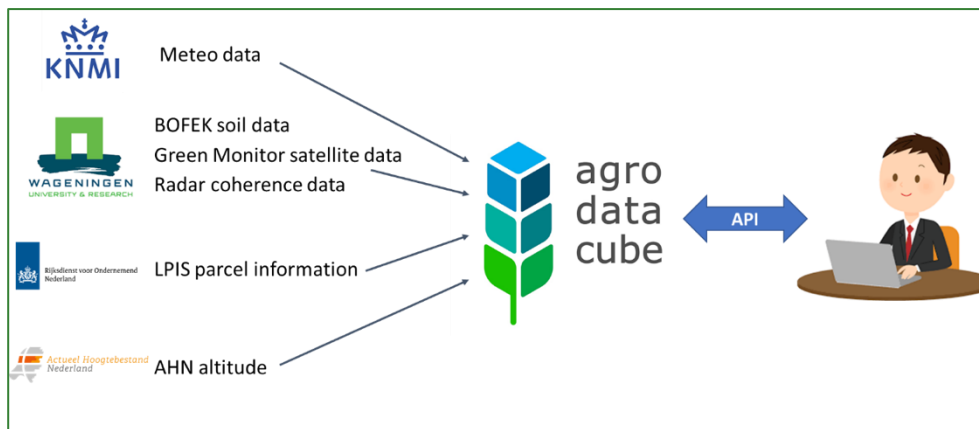 KNMI
Meteo data
WAGENINGEN
UNIVERSITY & RESEARCH
BOFEK soil data
Green Monitor satellite data
Radar coherence data
Rijksdienst voor Ondernemend
Nederland
LPIS parcel information
Actueel Hoogtebestand
Nederland
AHN altitude
agro
data
cube
API